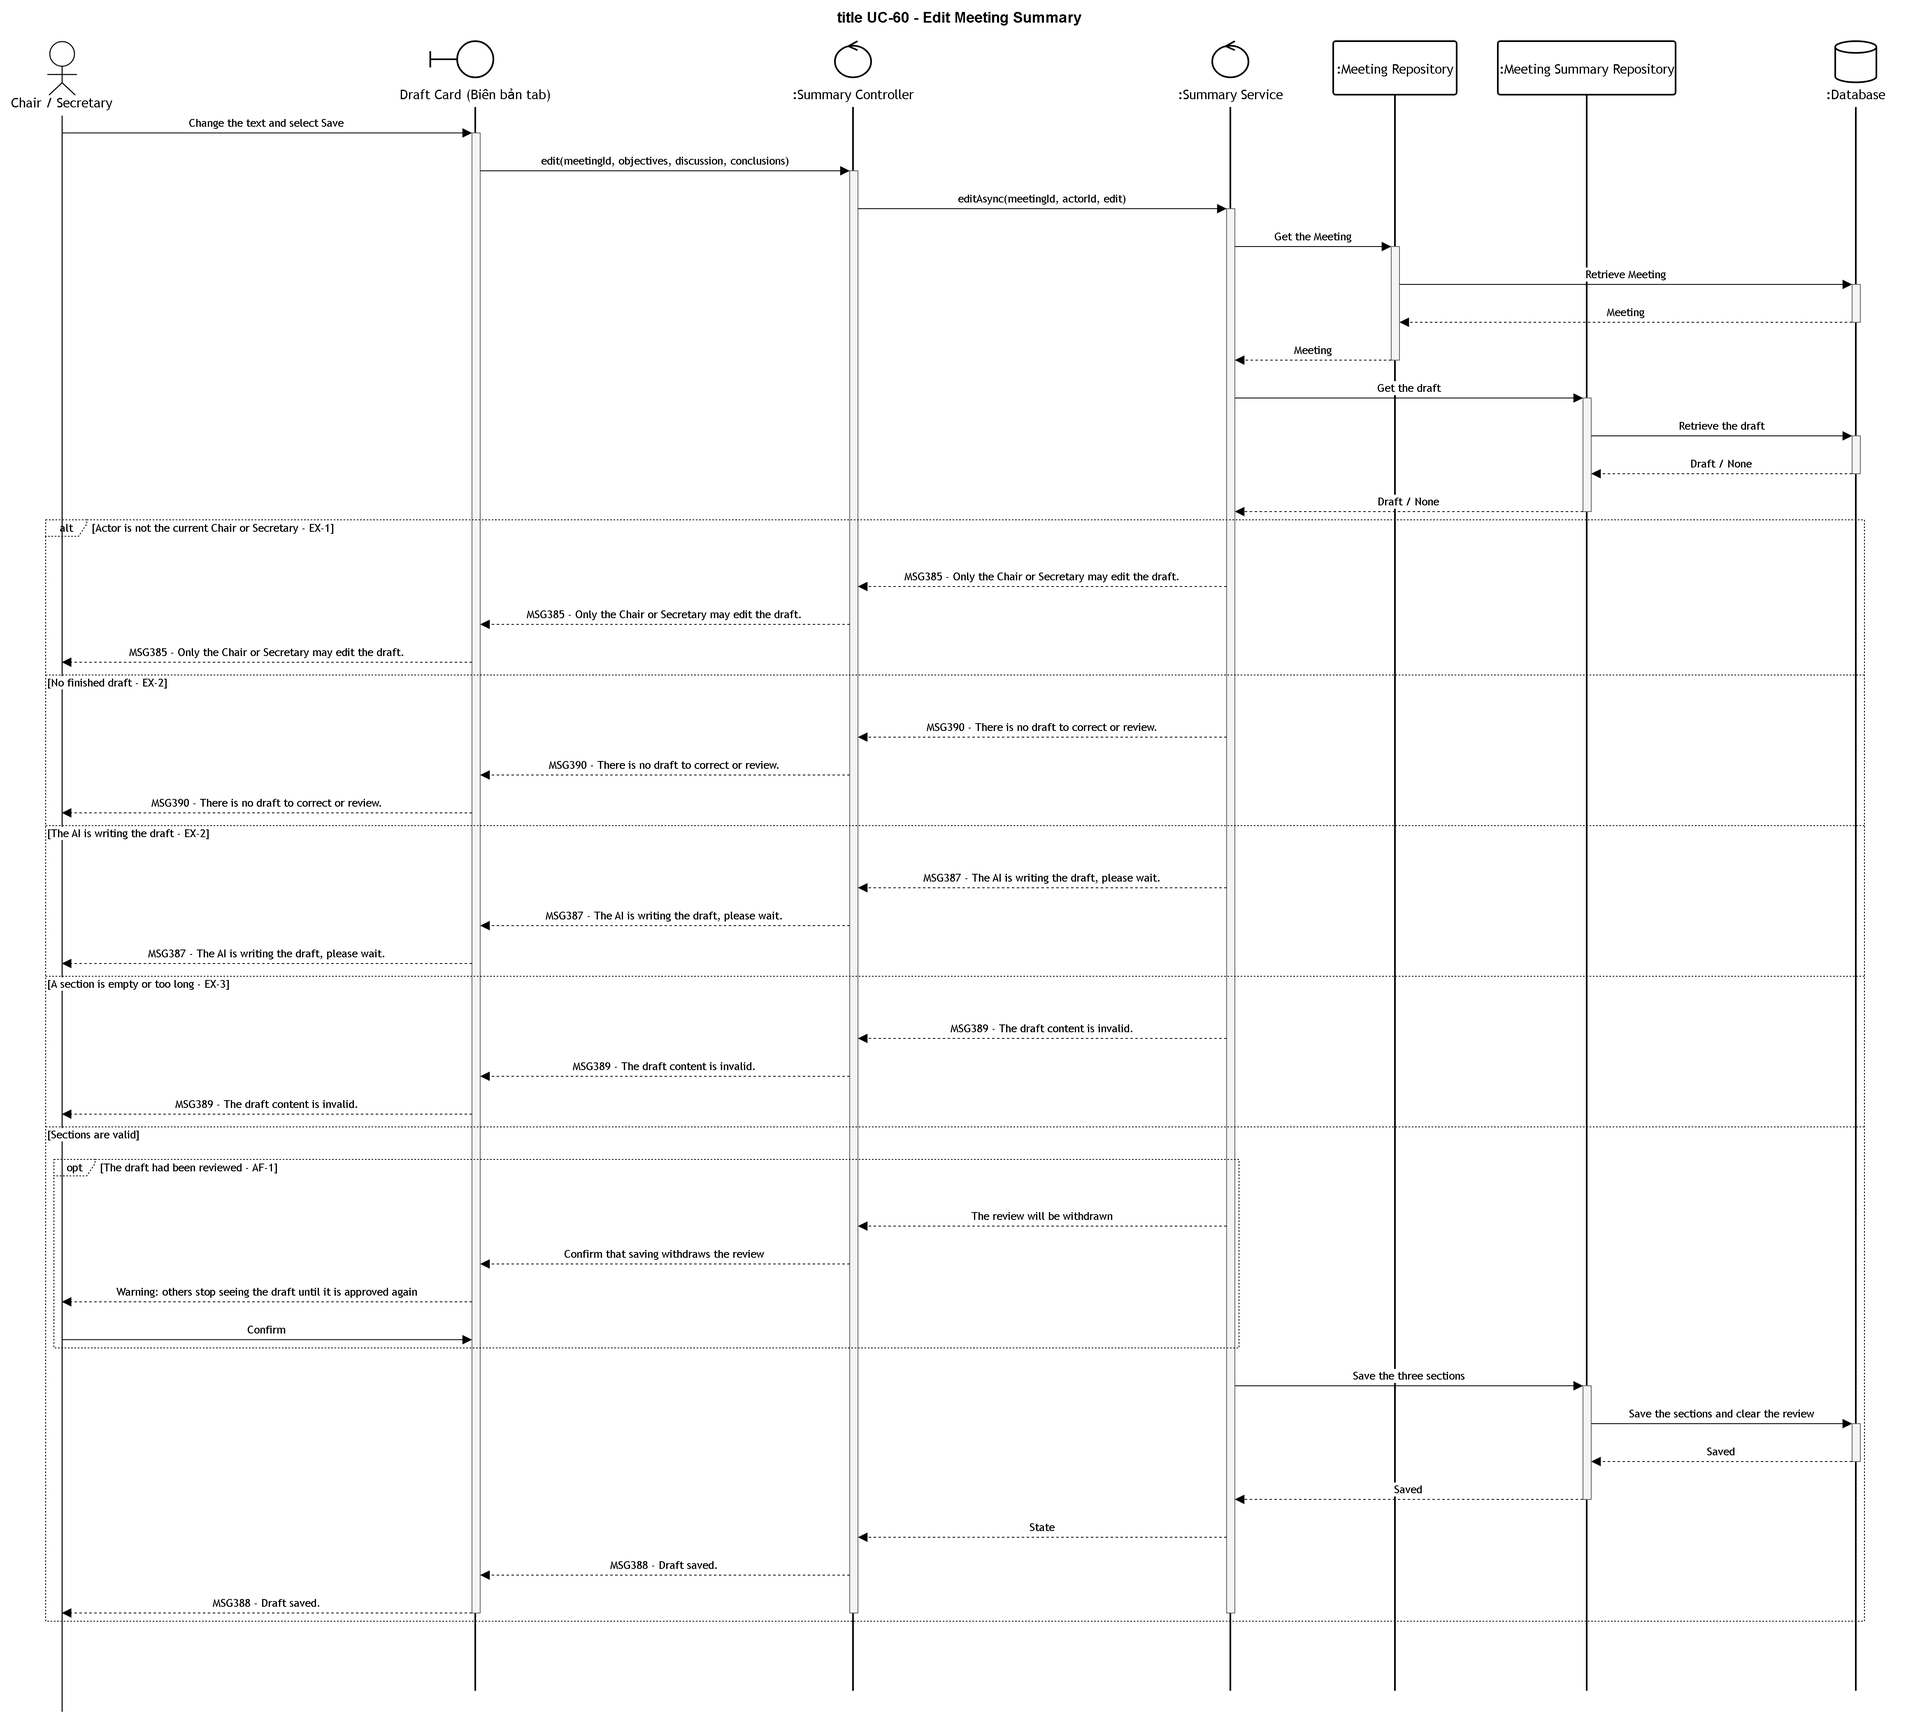 title UC-60 - Edit Meeting Summary
Chair / Secretary
Draft Card (Biên bản tab)
:Summary Controller
:Summary Service
:Meeting Repository
:Meeting Summary Repository
:Database
Change the text and select Save
edit(meetingId, objectives, discussion, conclusions)
editAsync(meetingId, actorId, edit)
Get the Meeting
Retrieve Meeting
Meeting
Meeting
Get the draft
Retrieve the draft
Draft / None
Draft / None
alt [Actor is not the current Chair or Secretary - EX-1]
MSG385 - Only the Chair or Secretary may edit the draft.
MSG385 - Only the Chair or Secretary may edit the draft.
MSG385 - Only the Chair or Secretary may edit the draft.
[No finished draft - EX-2]
MSG390 - There is no draft to correct or review.
MSG390 - There is no draft to correct or review.
MSG390 - There is no draft to correct or review.
[The AI is writing the draft - EX-2]
MSG387 - The AI is writing the draft, please wait.
MSG387 - The AI is writing the draft, please wait.
MSG387 - The AI is writing the draft, please wait.
[A section is empty or too long - EX-3]
MSG389 - The draft content is invalid.
MSG389 - The draft content is invalid.
MSG389 - The draft content is invalid.
[Sections are valid]
opt [The draft had been reviewed - AF-1]
The review will be withdrawn
Confirm that saving withdraws the review
Warning: others stop seeing the draft until it is approved again
Confirm
Save the three sections
Save the sections and clear the review
Saved
Saved
State
MSG388 - Draft saved.
MSG388 - Draft saved.